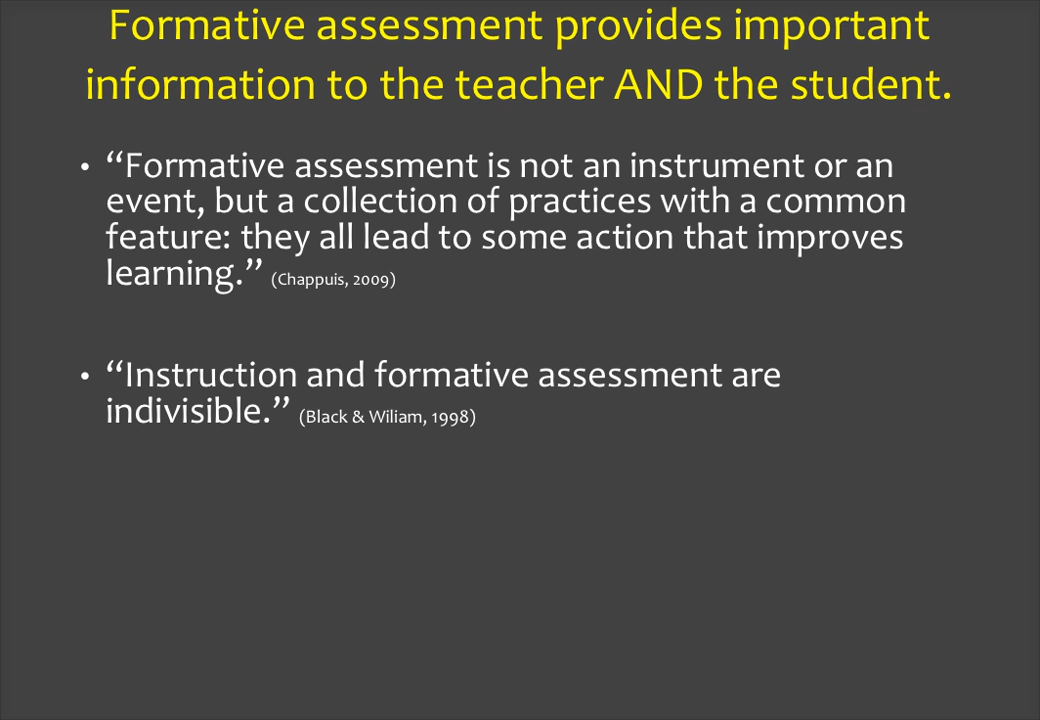 Formative assessment provides important
information to the teacher AND the student.
• “Formative assessment is not an instrument or an
event, but a collection of practices with a common
feature: they all lead to some action that improves
learning.” (Chappuis, 2009)
• “Instruction and formative assessment are
indivisible.” (Black & Wiliam, 1998)